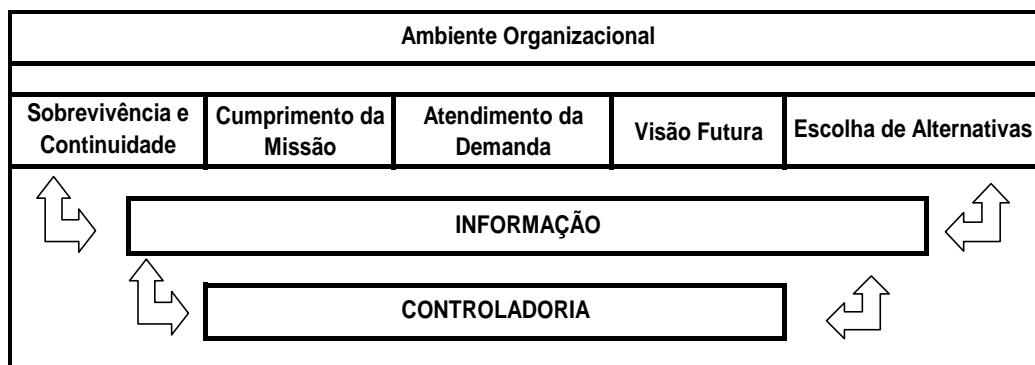 Ambiente Organizacional
Sobrevivência e
Continuidade
Cumprimento da
Missão
Atendimento da
Demanda
Visão Futura
Escolha de Alternativas
INFORMAÇÃO
CONTROLADORIA